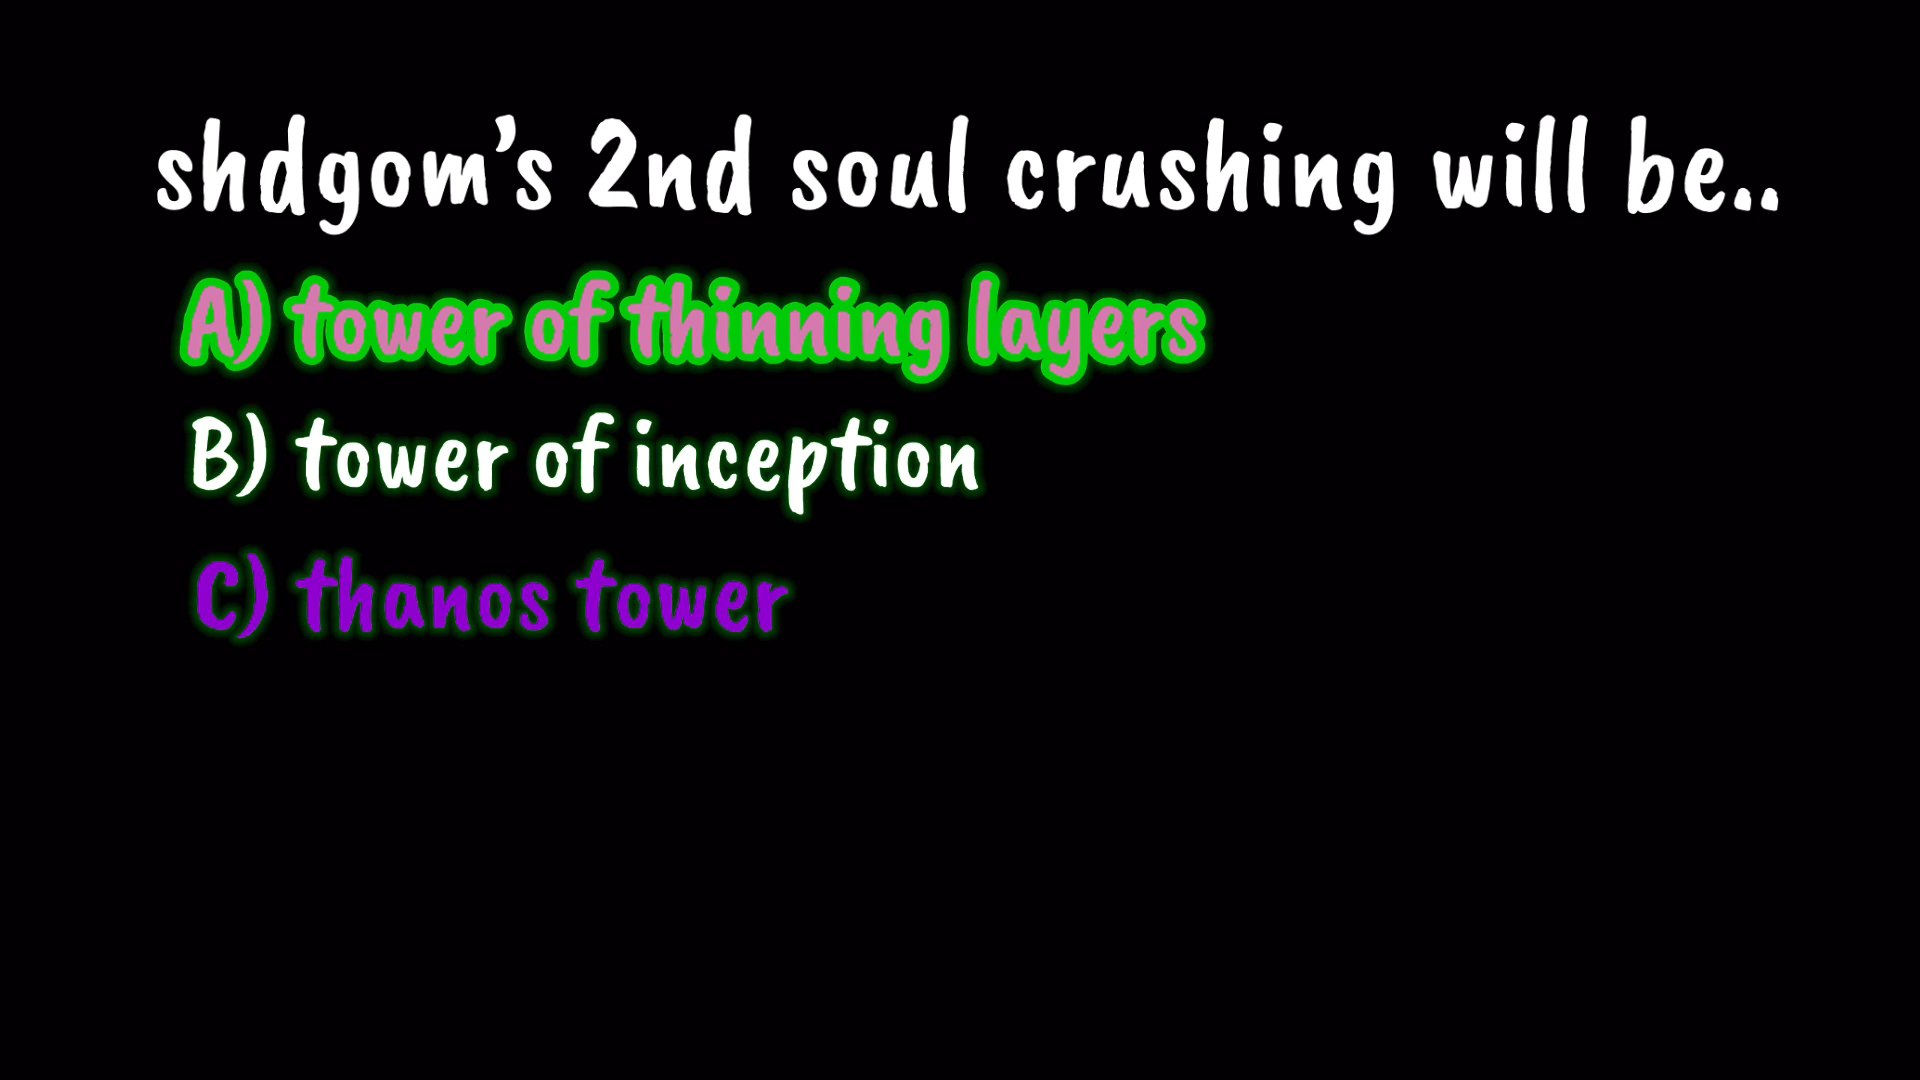 shdgom’s 2nd soul crushing will be..
A) tower of thinning layers
B) tower of inception
C) thanos tower